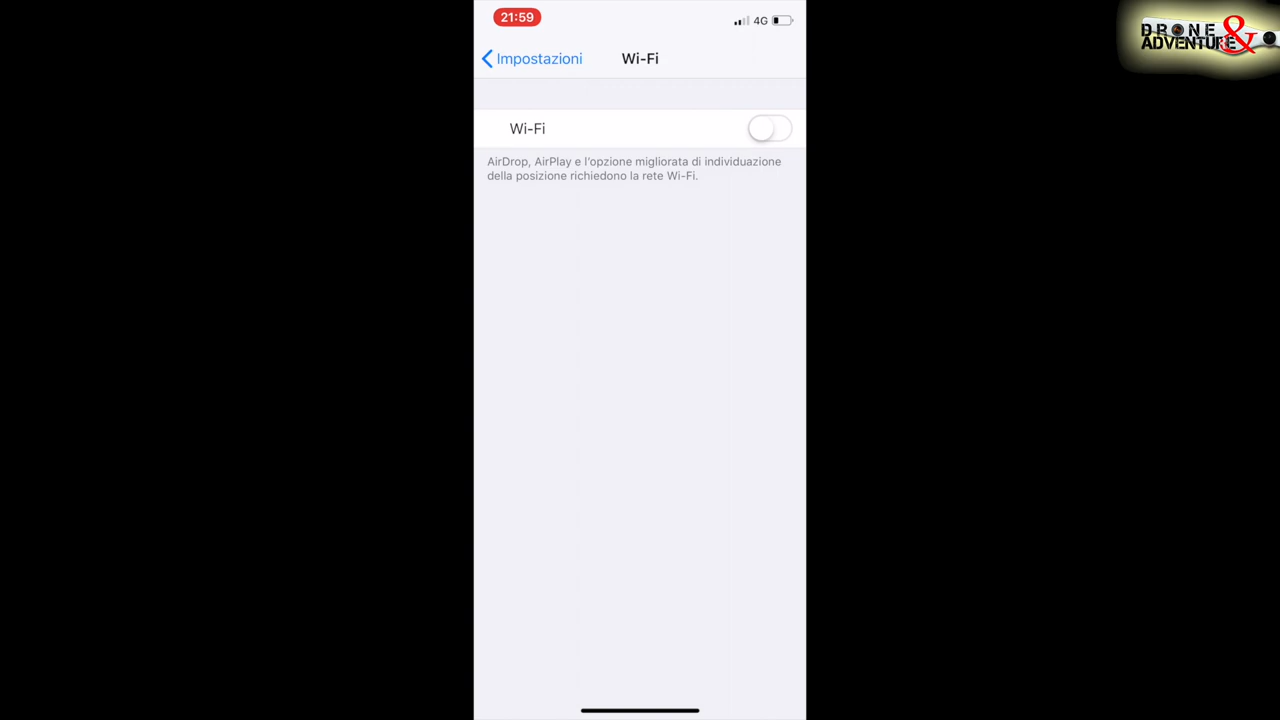 21:59
4G
Impostazioni
Wi-Fi
Wi-Fi
AirDrop, AirPlay e l'opzione migliorata di individuazione
della posizione richiedono la rete Wi-Fi.
DRONE &
ADVENTURE